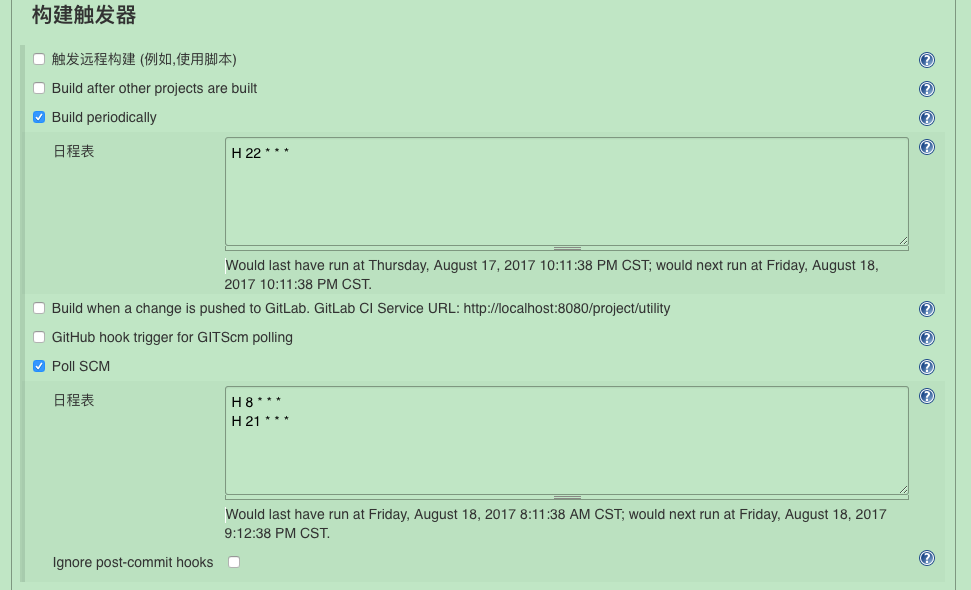 构建触发器
触发远程构建 (例如,使用脚本)
Build after other projects are built
Build periodically
日程表
H 22 * * *
Would last have run at Thursday, August 17, 2017 10:11:38 PM CST; would next run at Friday, August 18,
2017 10:11:38 PM CST.
Build when a change is pushed to GitLab. GitLab CI Service URL: http://localhost:8080/project/utility
GitHub hook trigger for GITScm polling
Poll SCM
日程表
H 8 * * *
H 21 * * *
Would last have run at Friday, August 18, 2017 8:11:38 AM CST; would next run at Friday, August 18, 2017
9:12:38 PM CST.
Ignore post-commit hooks